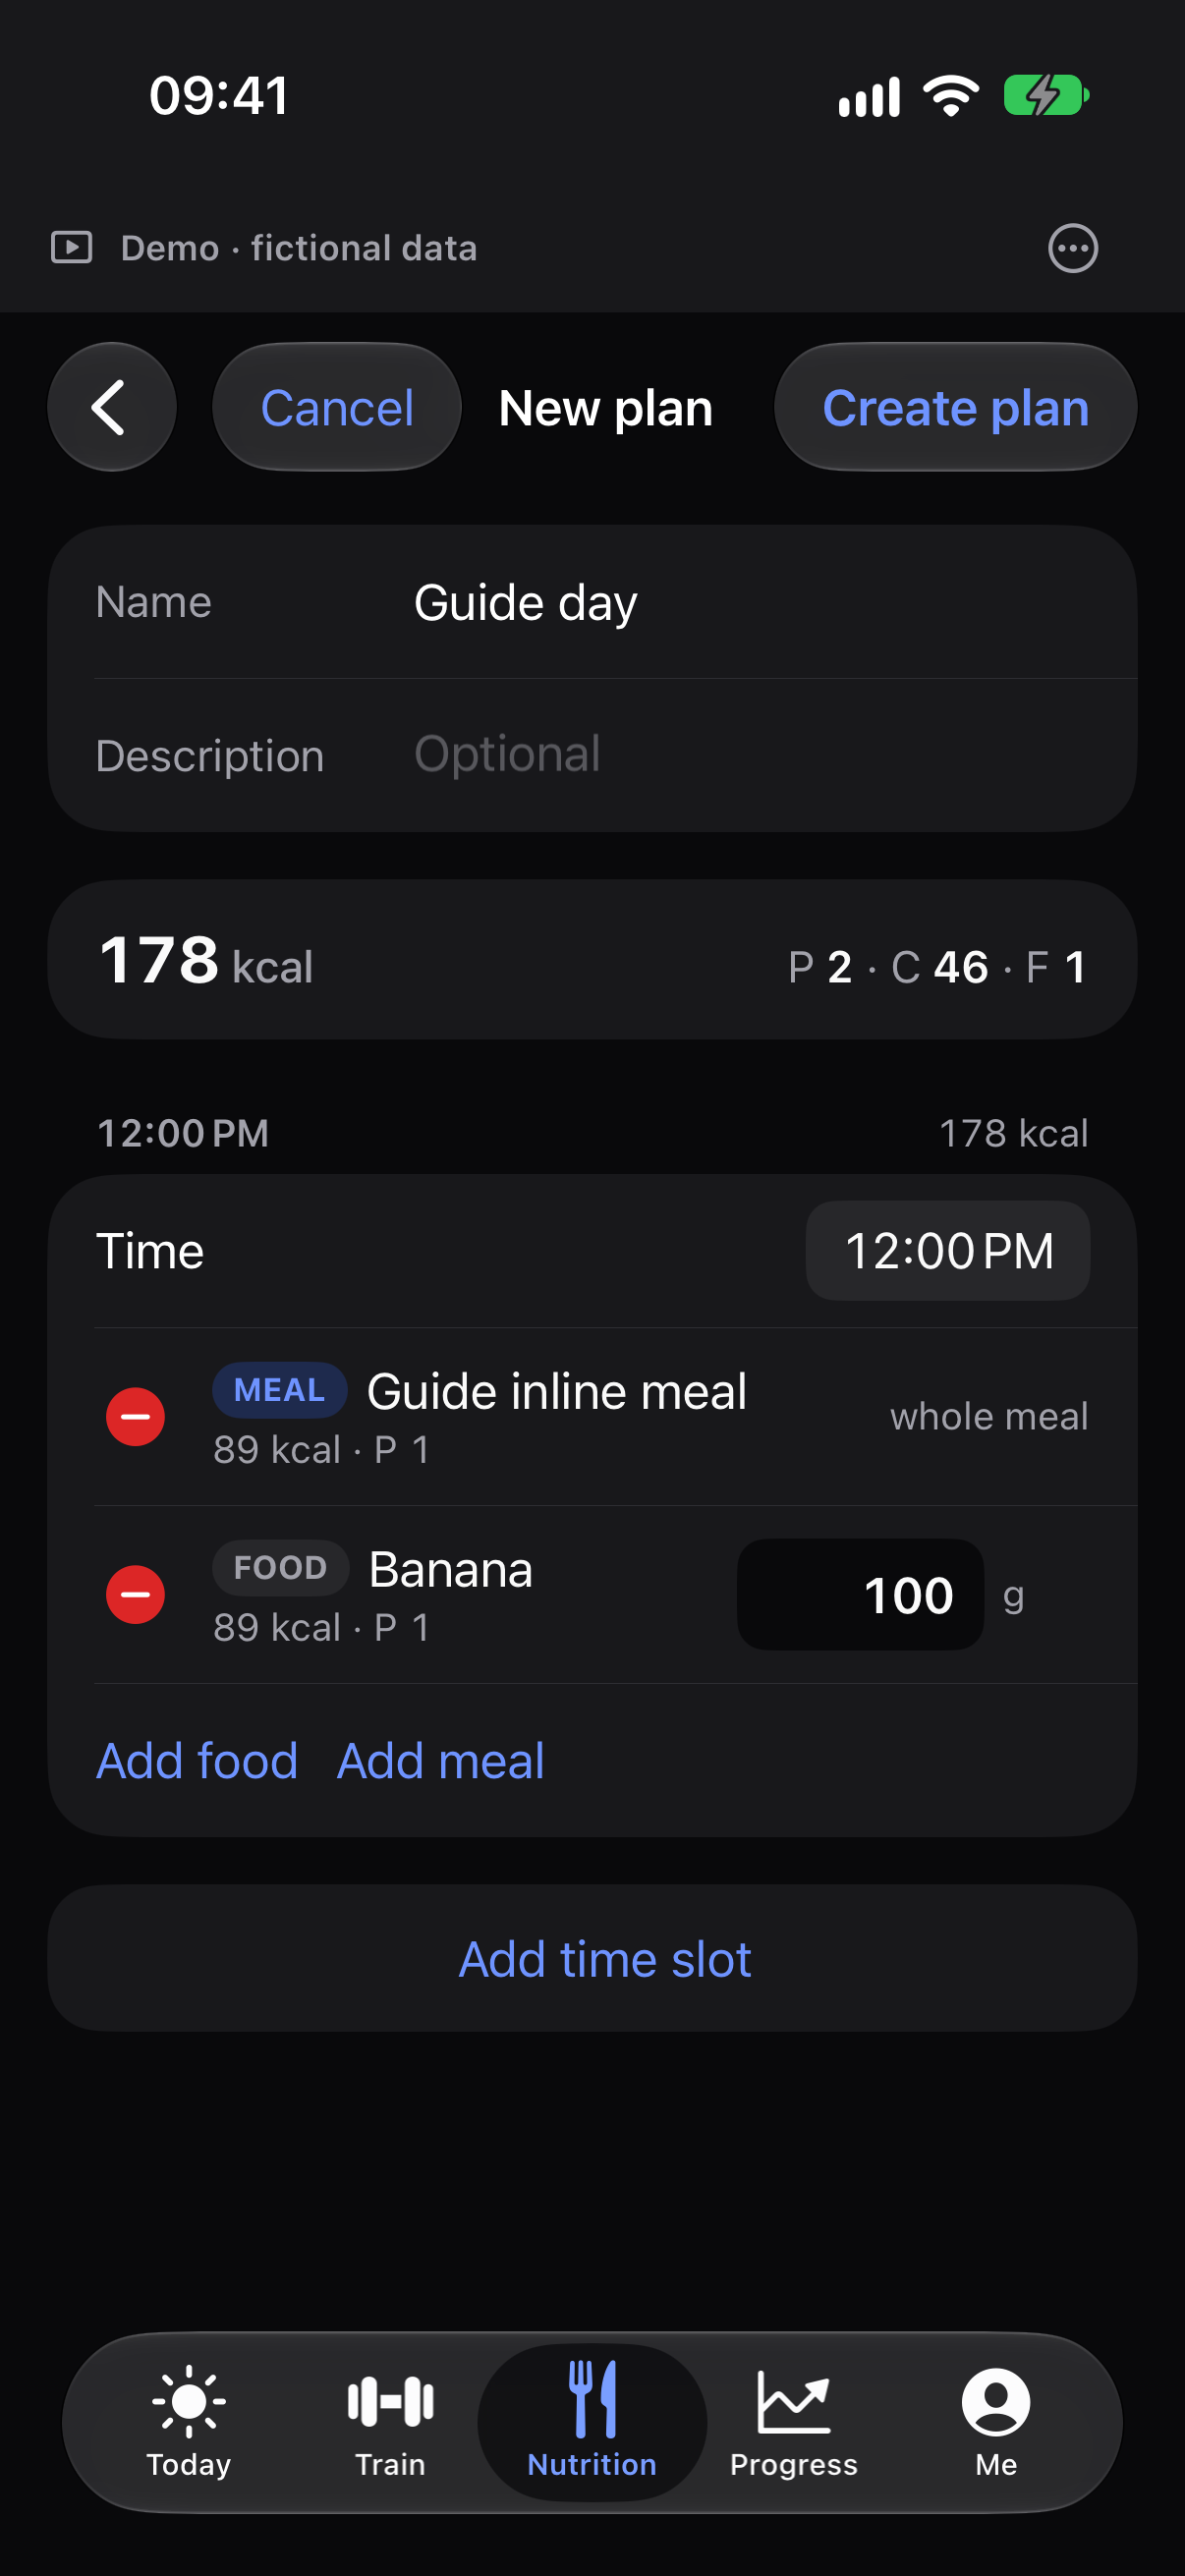 09:41
Demo · fictional data
Cancel New plan Create plan
Name Guide day
Description Optional
178 kcal P 2 · C 46 · F 1
12:00 PM 178 kcal
Time 12:00 PM
MEAL Guide inline meal
89 kcal · P 1
whole meal
FOOD Banana
89 kcal · P 1
100 g
Add food Add meal
Add time slot
Today Train Nutrition Progress Me